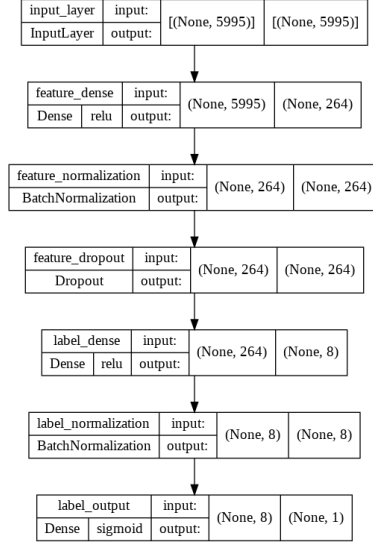 input_layer input: [(None, 5995)] [(None, 5995)]
InputLayer output:
feature_dense input: (None, 5995) (None, 264)
Dense relu output:
feature_normalization input: (None, 264) (None, 264)
BatchNormalization output:
feature_dropout input: (None, 264) (None, 264)
Dropout output:
label_dense input: (None, 264) (None, 8)
Dense relu output:
label_normalization input: (None, 8) (None, 8)
BatchNormalization output:
label_output input: (None, 8) (None, 1)
Dense sigmoid output: